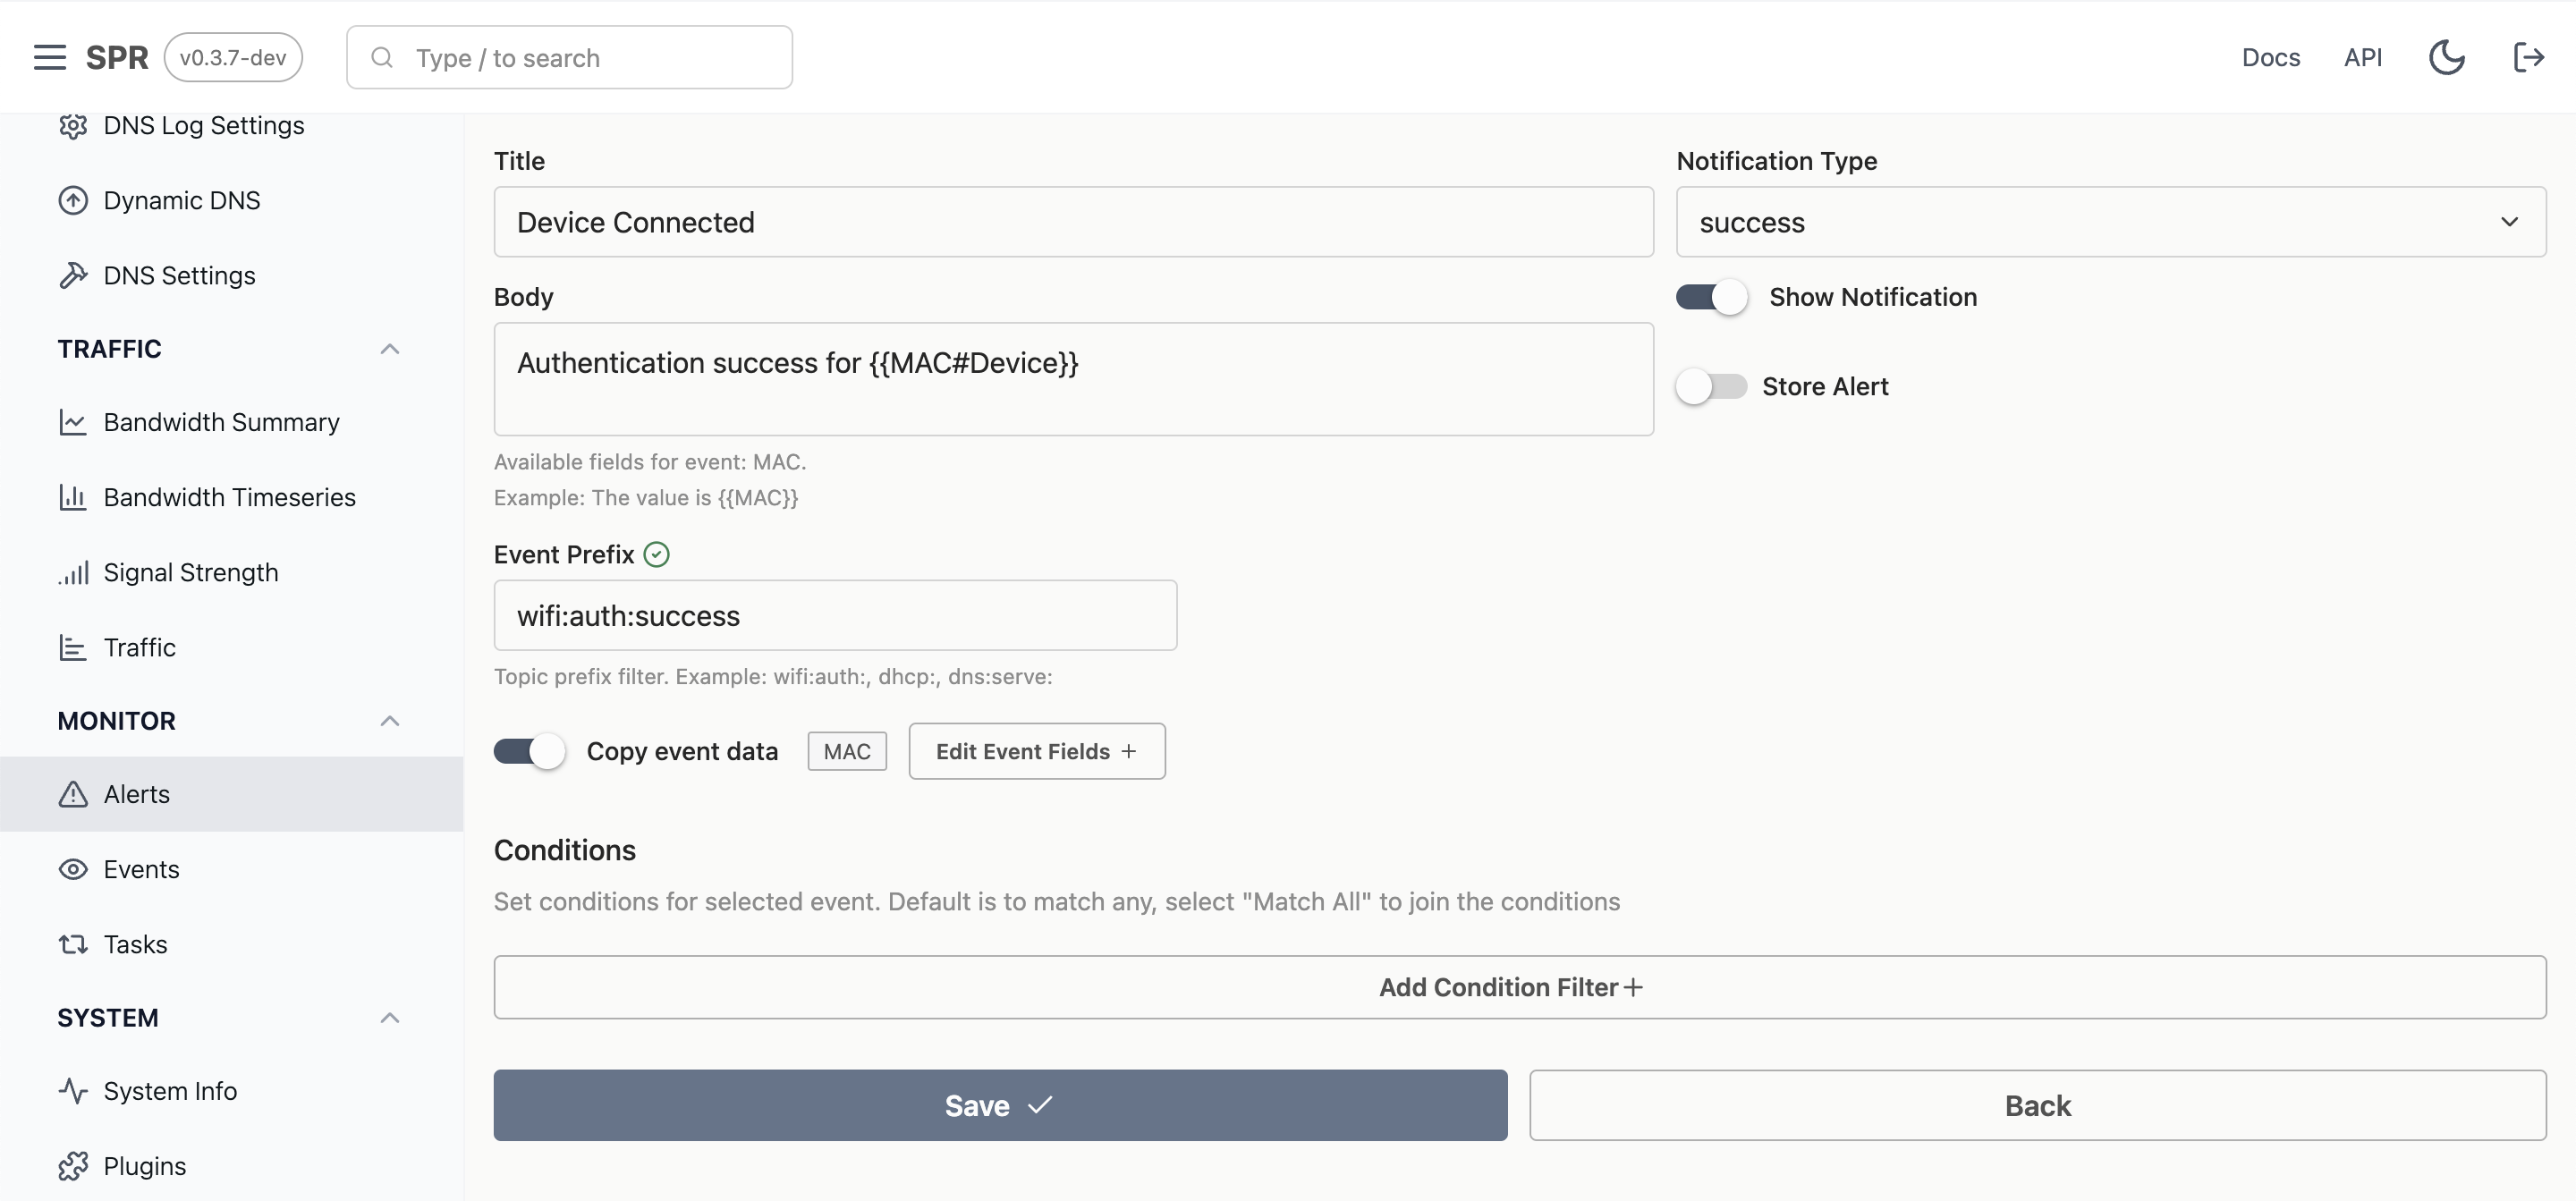 SPR v0.3.7-dev Type / to search Docs API
DNS Log Settings
Dynamic DNS
DNS Settings
TRAFFIC
Bandwidth Summary
Bandwidth Timeseries
Signal Strength
Traffic
MONITOR
Alerts
Events
Tasks
SYSTEM
System Info
Plugins
Title
Device Connected
Notification Type
success
Show Notification
Store Alert
Body
Authentication success for {{MAC#Device}}
Available fields for event: MAC.
Example: The value is {{MAC}}
Event Prefix
wifi:auth:success
Topic prefix filter. Example: wifi:auth:, dhcp:, dns:serve:
Copy event data MAC Edit Event Fields +
Conditions
Set conditions for selected event. Default is to match any, select "Match All" to join the conditions
Add Condition Filter +
Save Back